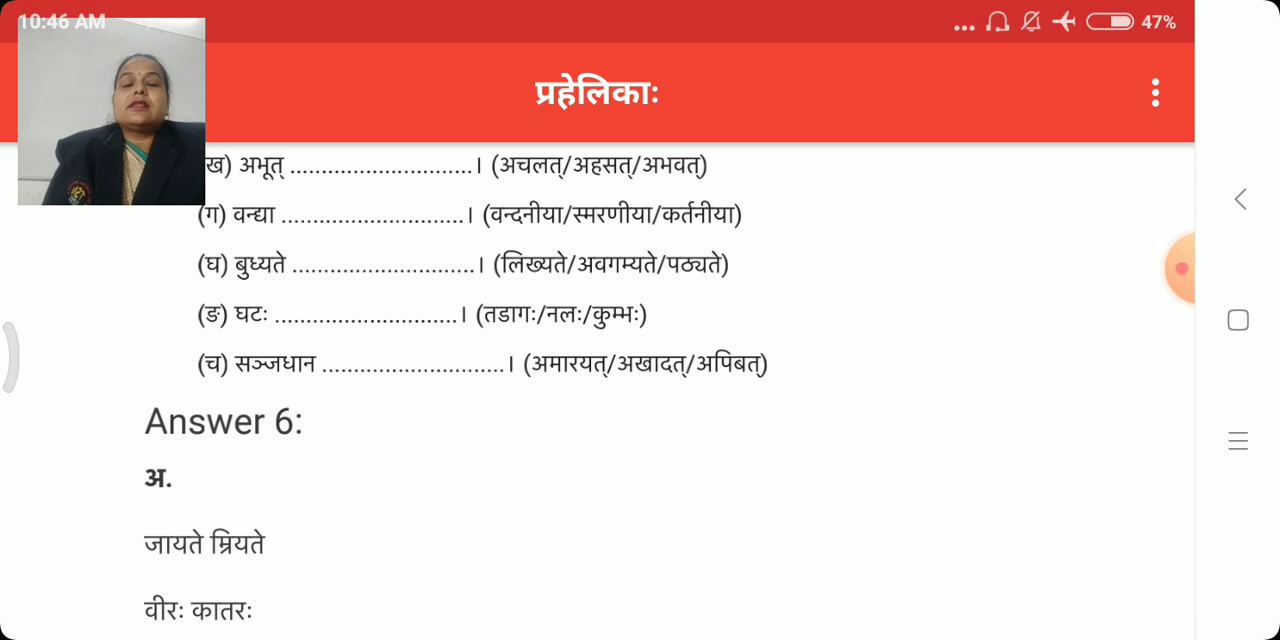 10:46 AM
... 47%
प्रहेलिकाः
ख) अभूत् .............................। (अचलत्/अहसत्/अभवत्)
(ग) वन्द्या .............................। (वन्दनीया/स्मरणीया/कर्तनीया)
(घ) बुध्यते .............................। (लिख्यते/अवगम्यते/पठ्यते)
(ङ) घटः .............................। (तडागः/नलः/कुम्भः)
(च) सञ्जधान .............................। (अमारयत्/अखादत्/अपिबत्)
Answer 6:
अ.
जायते म्रियते
वीरः कातरः